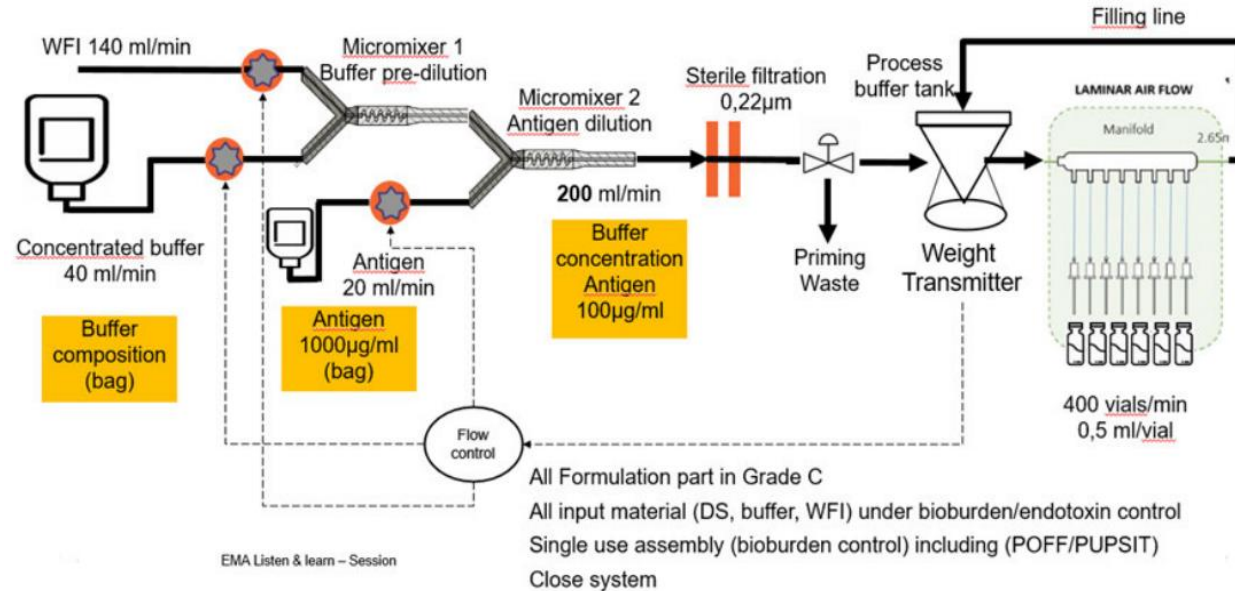 WFI 140 ml/min
Micromixer 1
Buffer pre-dilution
Concentrated buffer
40 ml/min
Buffer
composition
(bag)
Antigen
20 ml/min
Antigen
1000µg/ml
(bag)
Micromixer 2
Antigen dilution
200 ml/min
Buffer
concentration
Antigen
100µg/ml
Sterile filtration
0,22µm
Priming
Waste
Process
buffer tank
Weight
Transmitter
Filling line
LAMINAR AIR FLOW
Manifold
2.65m
400 vials/min
0,5 ml/vial
Flow
control
All Formulation part in Grade C
All input material (DS, buffer, WFI) under bioburden/endotoxin control
Single use assembly (bioburden control) including (POFF/PUPSIT)
Close system
EMA Listen & learn – Session